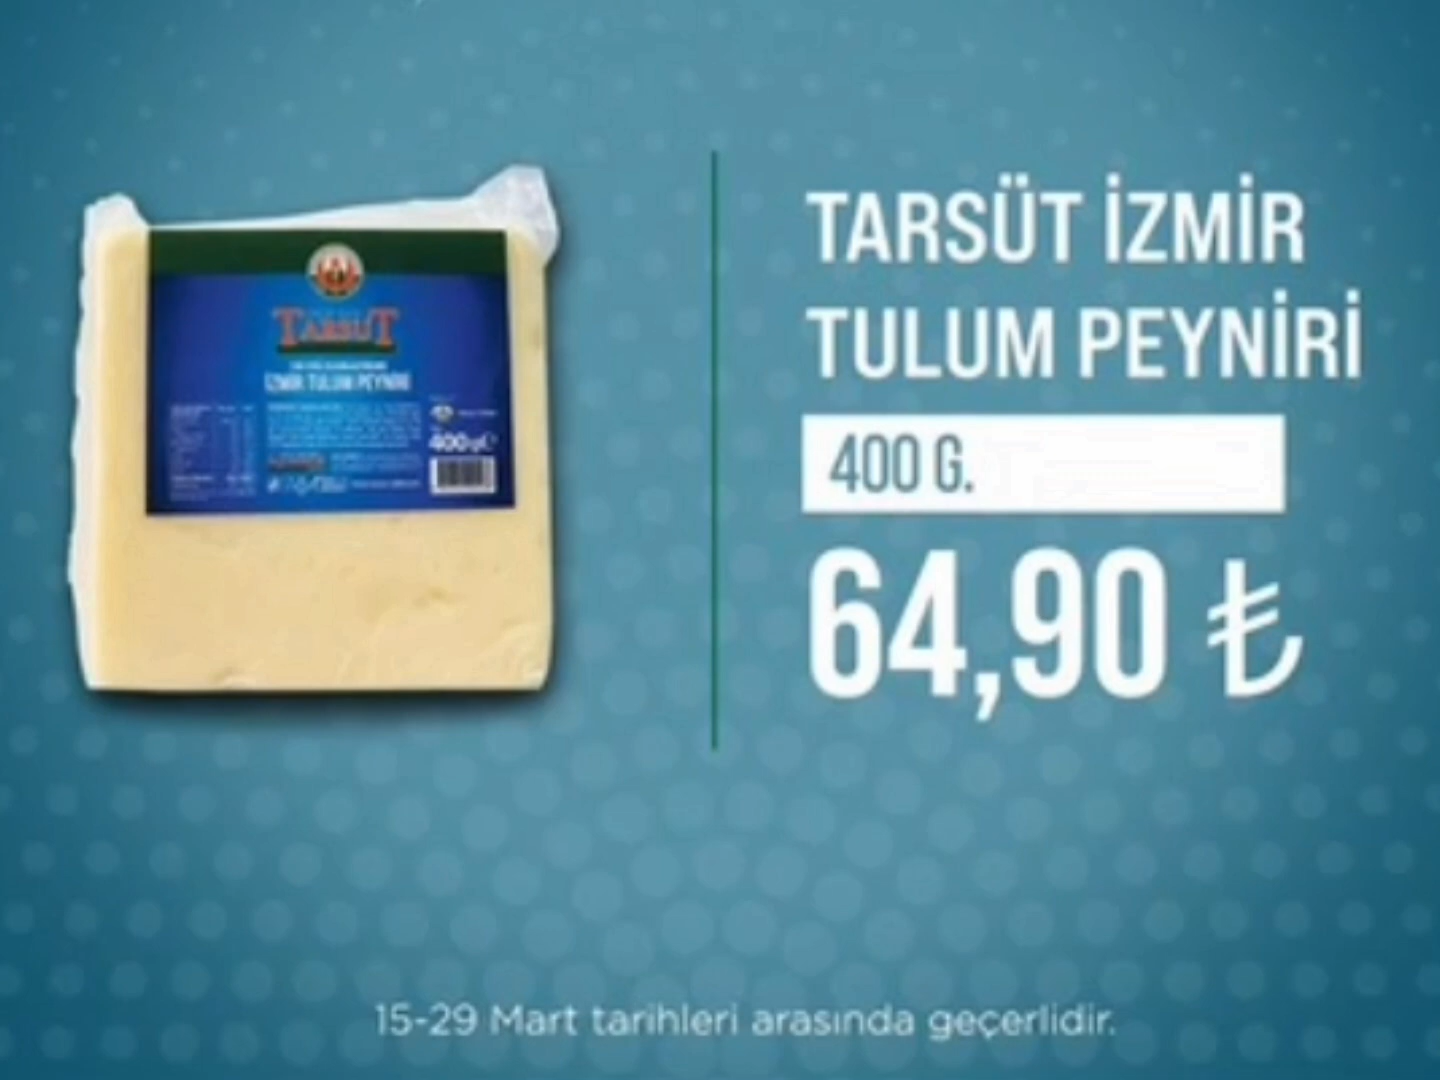 TARSÜT
İZMİR TULUM PEYNİRİ
400 g ℮
TARSÜT İZMİR
TULUM PEYNİRİ
400 G.
64,90 ₺
15-29 Mart tarihleri arasında geçerlidir.